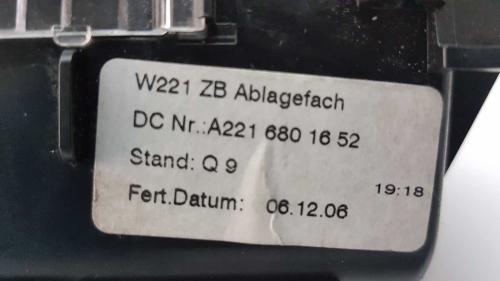 W221 ZB Ablagefach
DC Nr.:A221 680 16 52
Stand: Q 9
19:18
Fert.Datum: 06.12.06